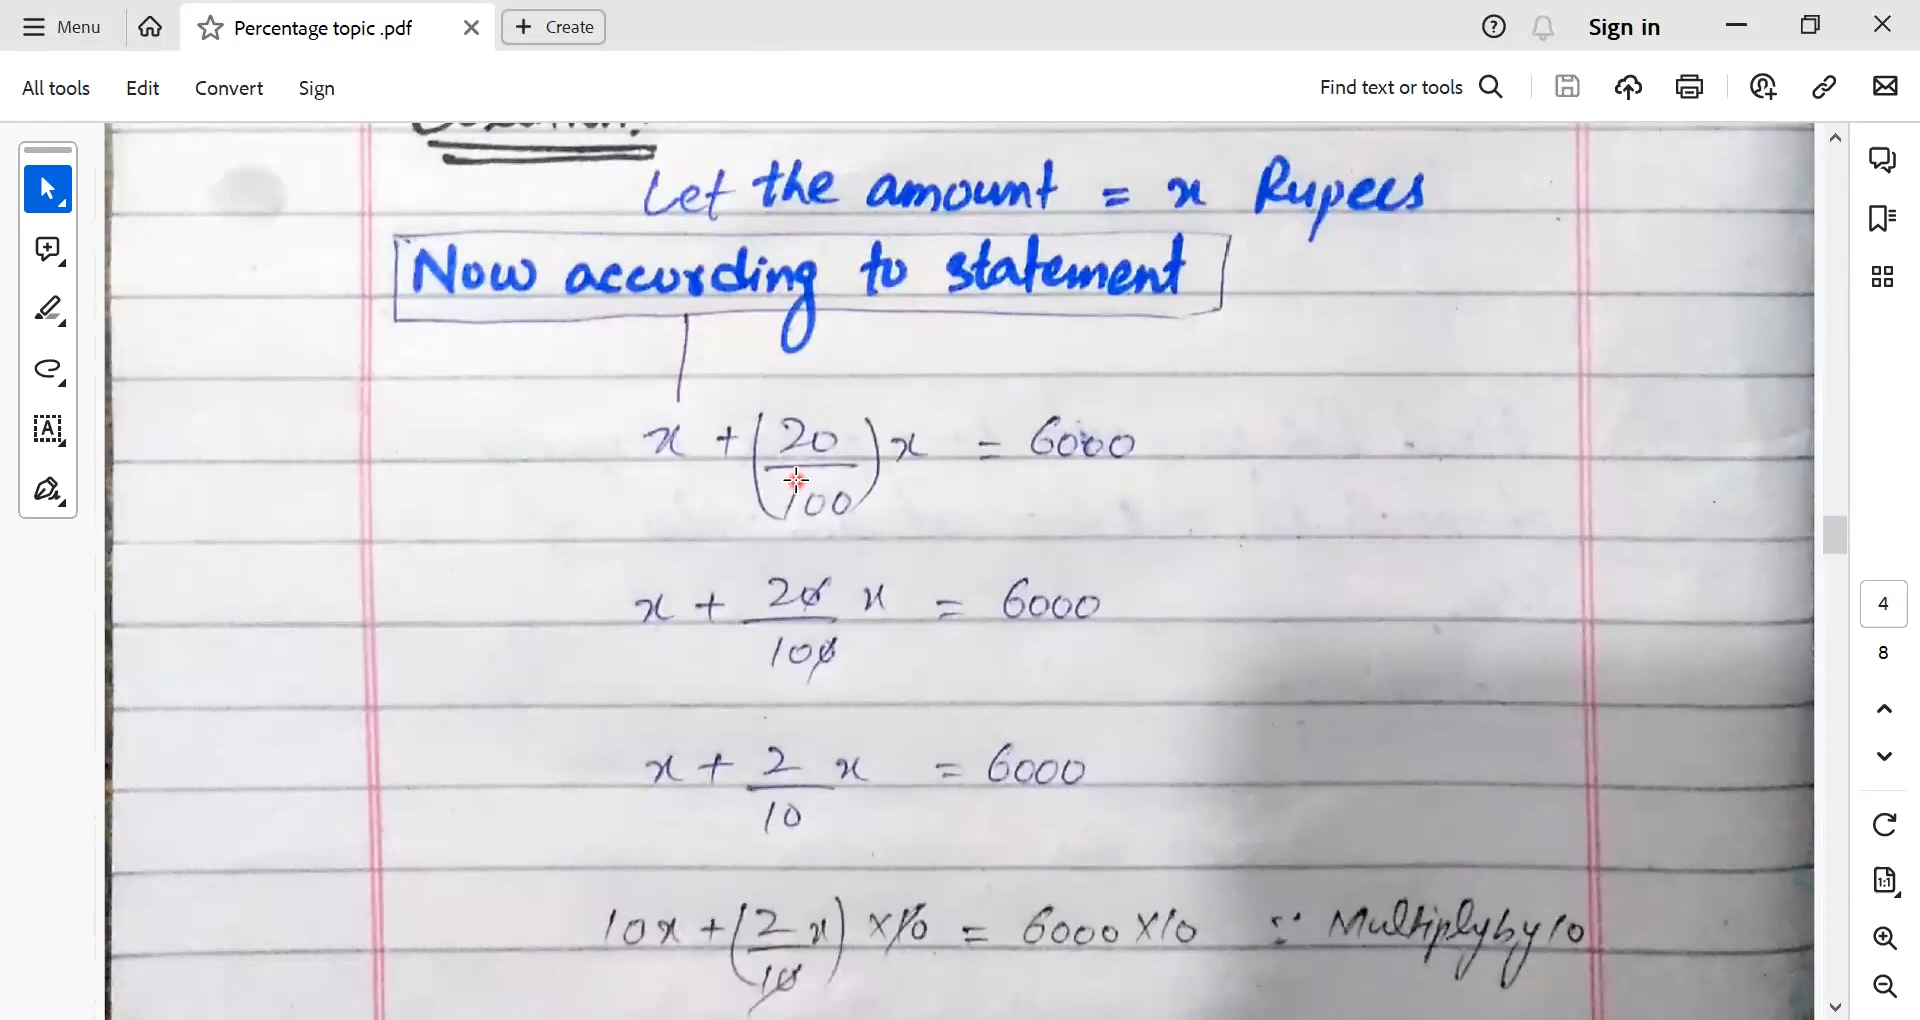 Menu
Percentage topic .pdf
Create
Sign in
All tools
Edit
Convert
Sign
Find text or tools
Let the amount = x Rupees
Now according to statement
x + (20/100) x = 6000
x + 20/100 x = 6000
x + 2/10 x = 6000
10x + (2/10 x) × 10 = 6000 × 10 ∵ Multiply by 10
4
8
1:1